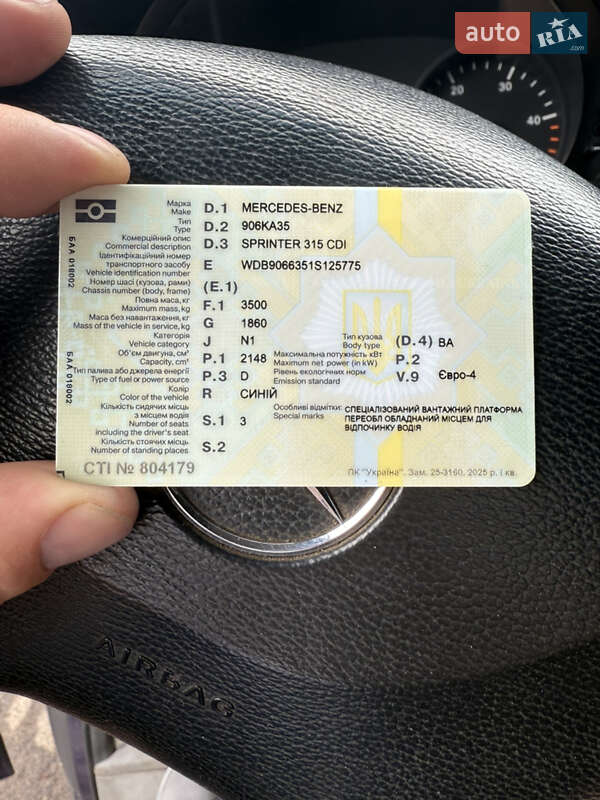 auto RIA .com
20 30 40
БАА 016002
БАА 016002
Марка
Make D.1 MERCEDES-BENZ
Тип
Type D.2 906KA35
Комерційний опис
Commercial description D.3 SPRINTER 315 CDI
Ідентифікаційний номер
транспортного засобу E WDB9066351S125775
Vehicle identification number
Номер шасі (кузова, рами) (E.1)
Chassis number (body, frame)
Повна маса, кг
Maximum mass, kg F.1 3500
Маса без навантаження, кг
Mass of the vehicle in service, kg G 1860
Категорія
Vehicle category J N1
Тип кузова
Body type (D.4) ВА
Об'єм двигуна, см³
Capacity, cm³ P.1 2148
Максимальна потужність кВт
Maximum net power (in kW) P.2
Тип палива або джерела енергії
Type of fuel or power source P.3 D
Рівень екологічних норм
Emission standard V.9 Євро-4
Колір
Color of the vehicle R СИНІЙ
Кількість сидячих місць
з місцем водія
Number of seats S.1 3
including the driver's seat
Особливі відмітки:
Special marks
СПЕЦІАЛІЗОВАНИЙ ВАНТАЖНИЙ ПЛАТФОРМА
ПЕРЕОБЛ ОБЛАДНАНИЙ МІСЦЕМ ДЛЯ
ВІДПОЧИНКУ ВОДІЯ
Кількість стоячих місць
Number of standing places S.2
СТІ № 804179
ПК "Україна". Зам. 25-3160, 2025 р. І кв.
AIRBAG